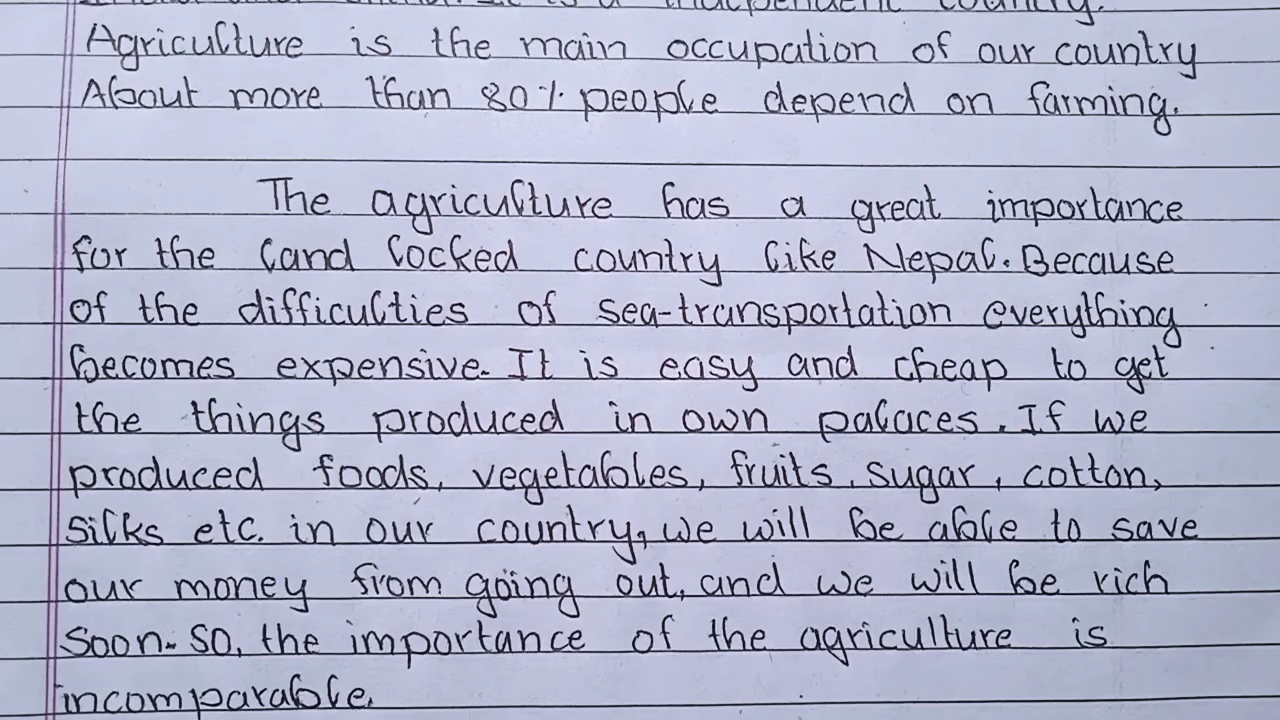 is a independent country.
Agriculture is the main occupation of our country
About more than 80% people depend on farming.
The agriculture has a great importance
for the land locked country like Nepal. Because
of the difficulties of sea-transportation everything
becomes expensive. It is easy and cheap to get
the things produced in own palaces. If we
produced foods, vegetables, fruits, sugar, cotton,
silks etc. in our country, we will be able to save
our money from going out, and we will be rich
soon. So, the importance of the agriculture is
incomparable.